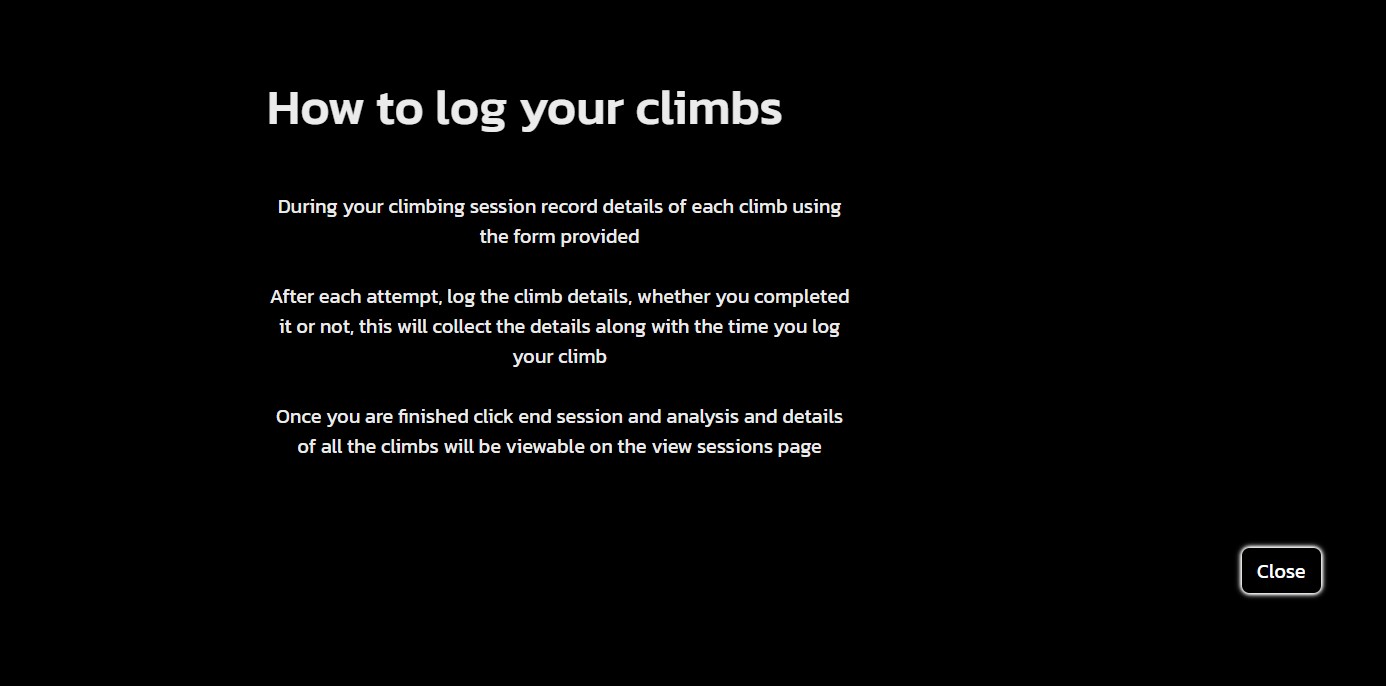 How to log your climbs
During your climbing session record details of each climb using
the form provided
After each attempt, log the climb details, whether you completed
it or not, this will collect the details along with the time you log
your climb
Once you are finished click end session and analysis and details
of all the climbs will be viewable on the view sessions page
Close